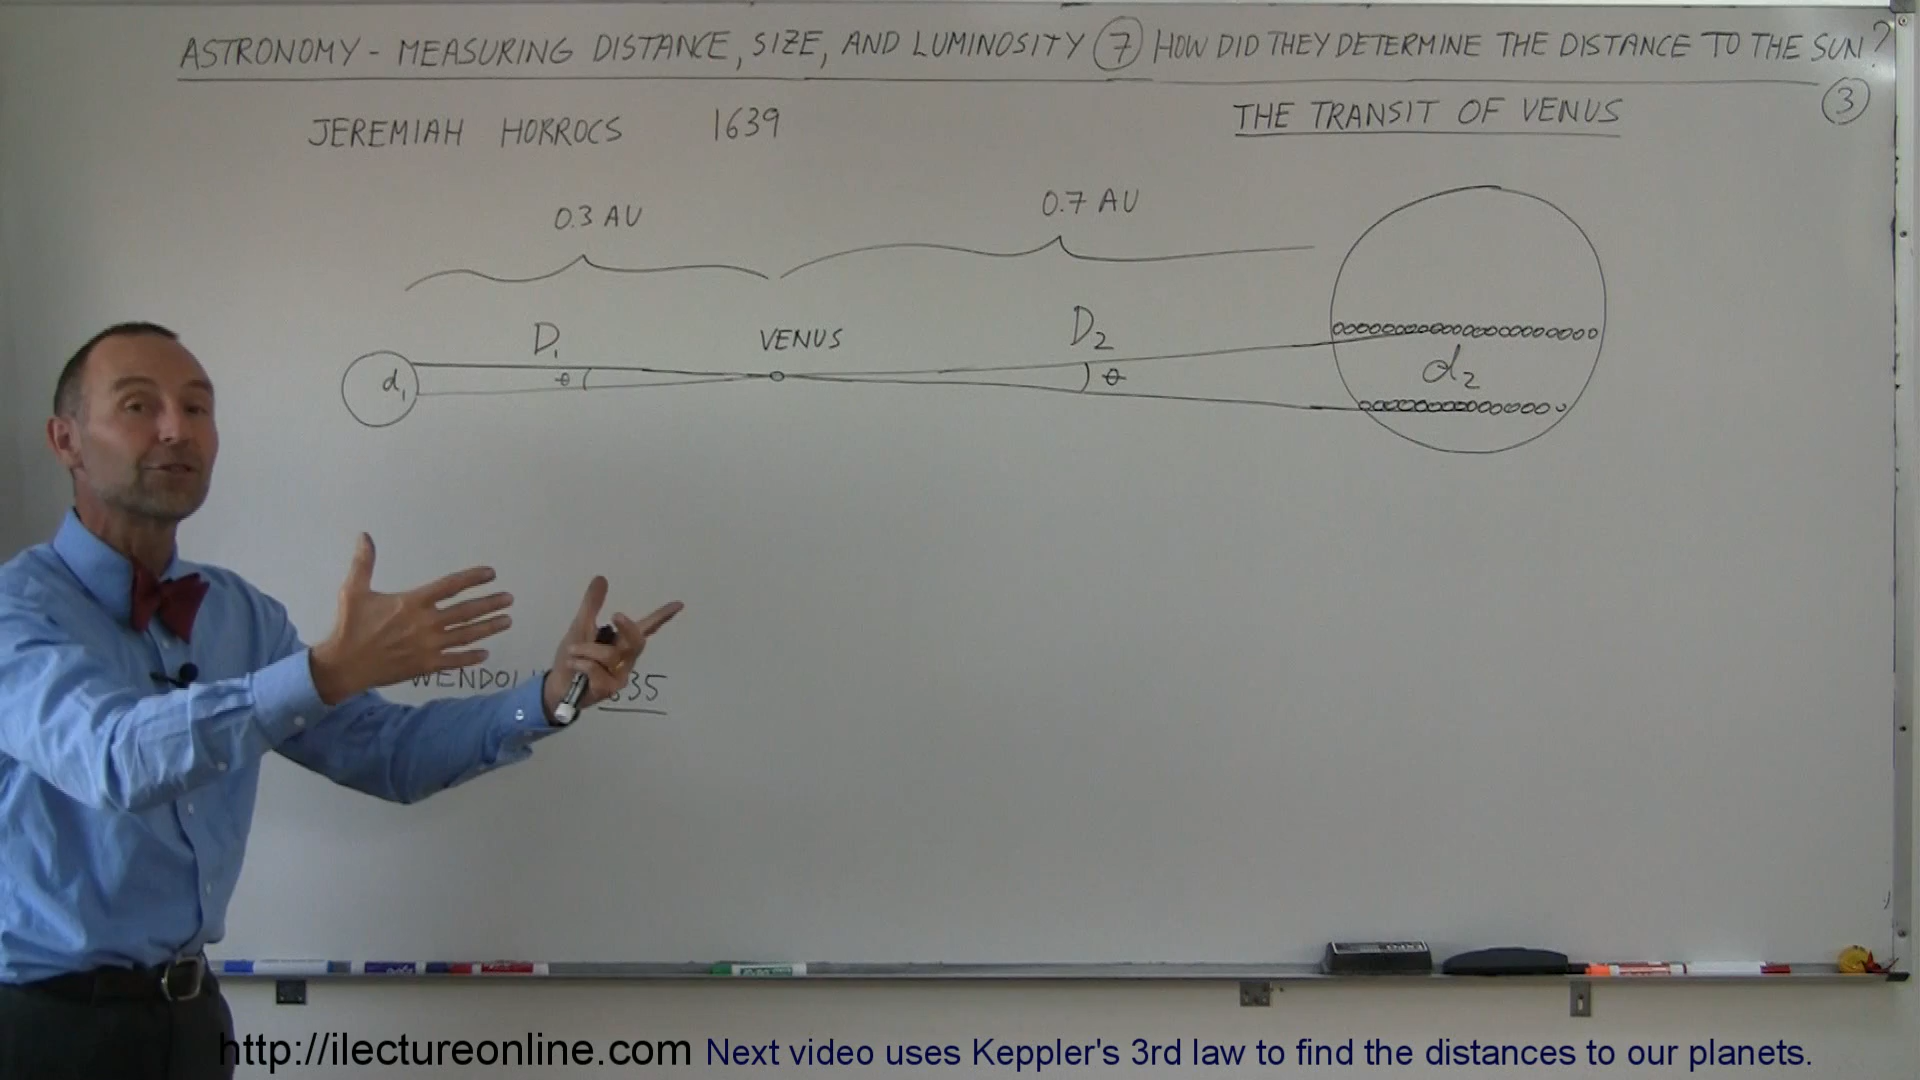 ASTRONOMY - MEASURING DISTANCE, SIZE, AND LUMINOSITY 7 HOW DID THEY DETERMINE THE DISTANCE TO THE SUN?
3
JEREMIAH HORROCS 1639
THE TRANSIT OF VENUS
0.3 AU
0.7 AU
D1
VENUS
D2
d1
θ
θ
d2
http://ilectureonline.com Next video uses Keppler's 3rd law to find the distances to our planets.